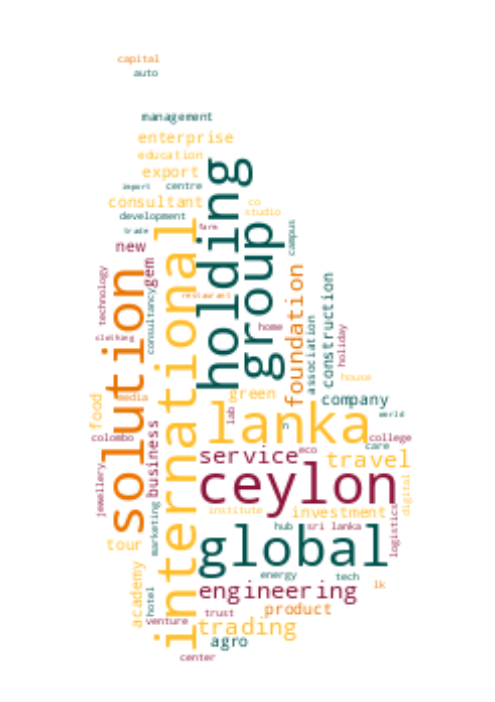 capital
auto
management
enterprise
education
export
import
centre
consultant
co
studio
development
trade
farm
campus
new
gem
holding
group
international
solution
technology
consultancy
restaurant
foundation
construction
association
holiday
home
clothing
house
green
company
food
media
lab
lanka
world
n
college
colombo
business
service
eco
care
travel
jewellery
ceylon
digital
institute
investment
marketing
hub
sri lanka
logistics
global
tour
energy
tech
lk
academy
hotel
engineering
product
venture
trust
trading
agro
center